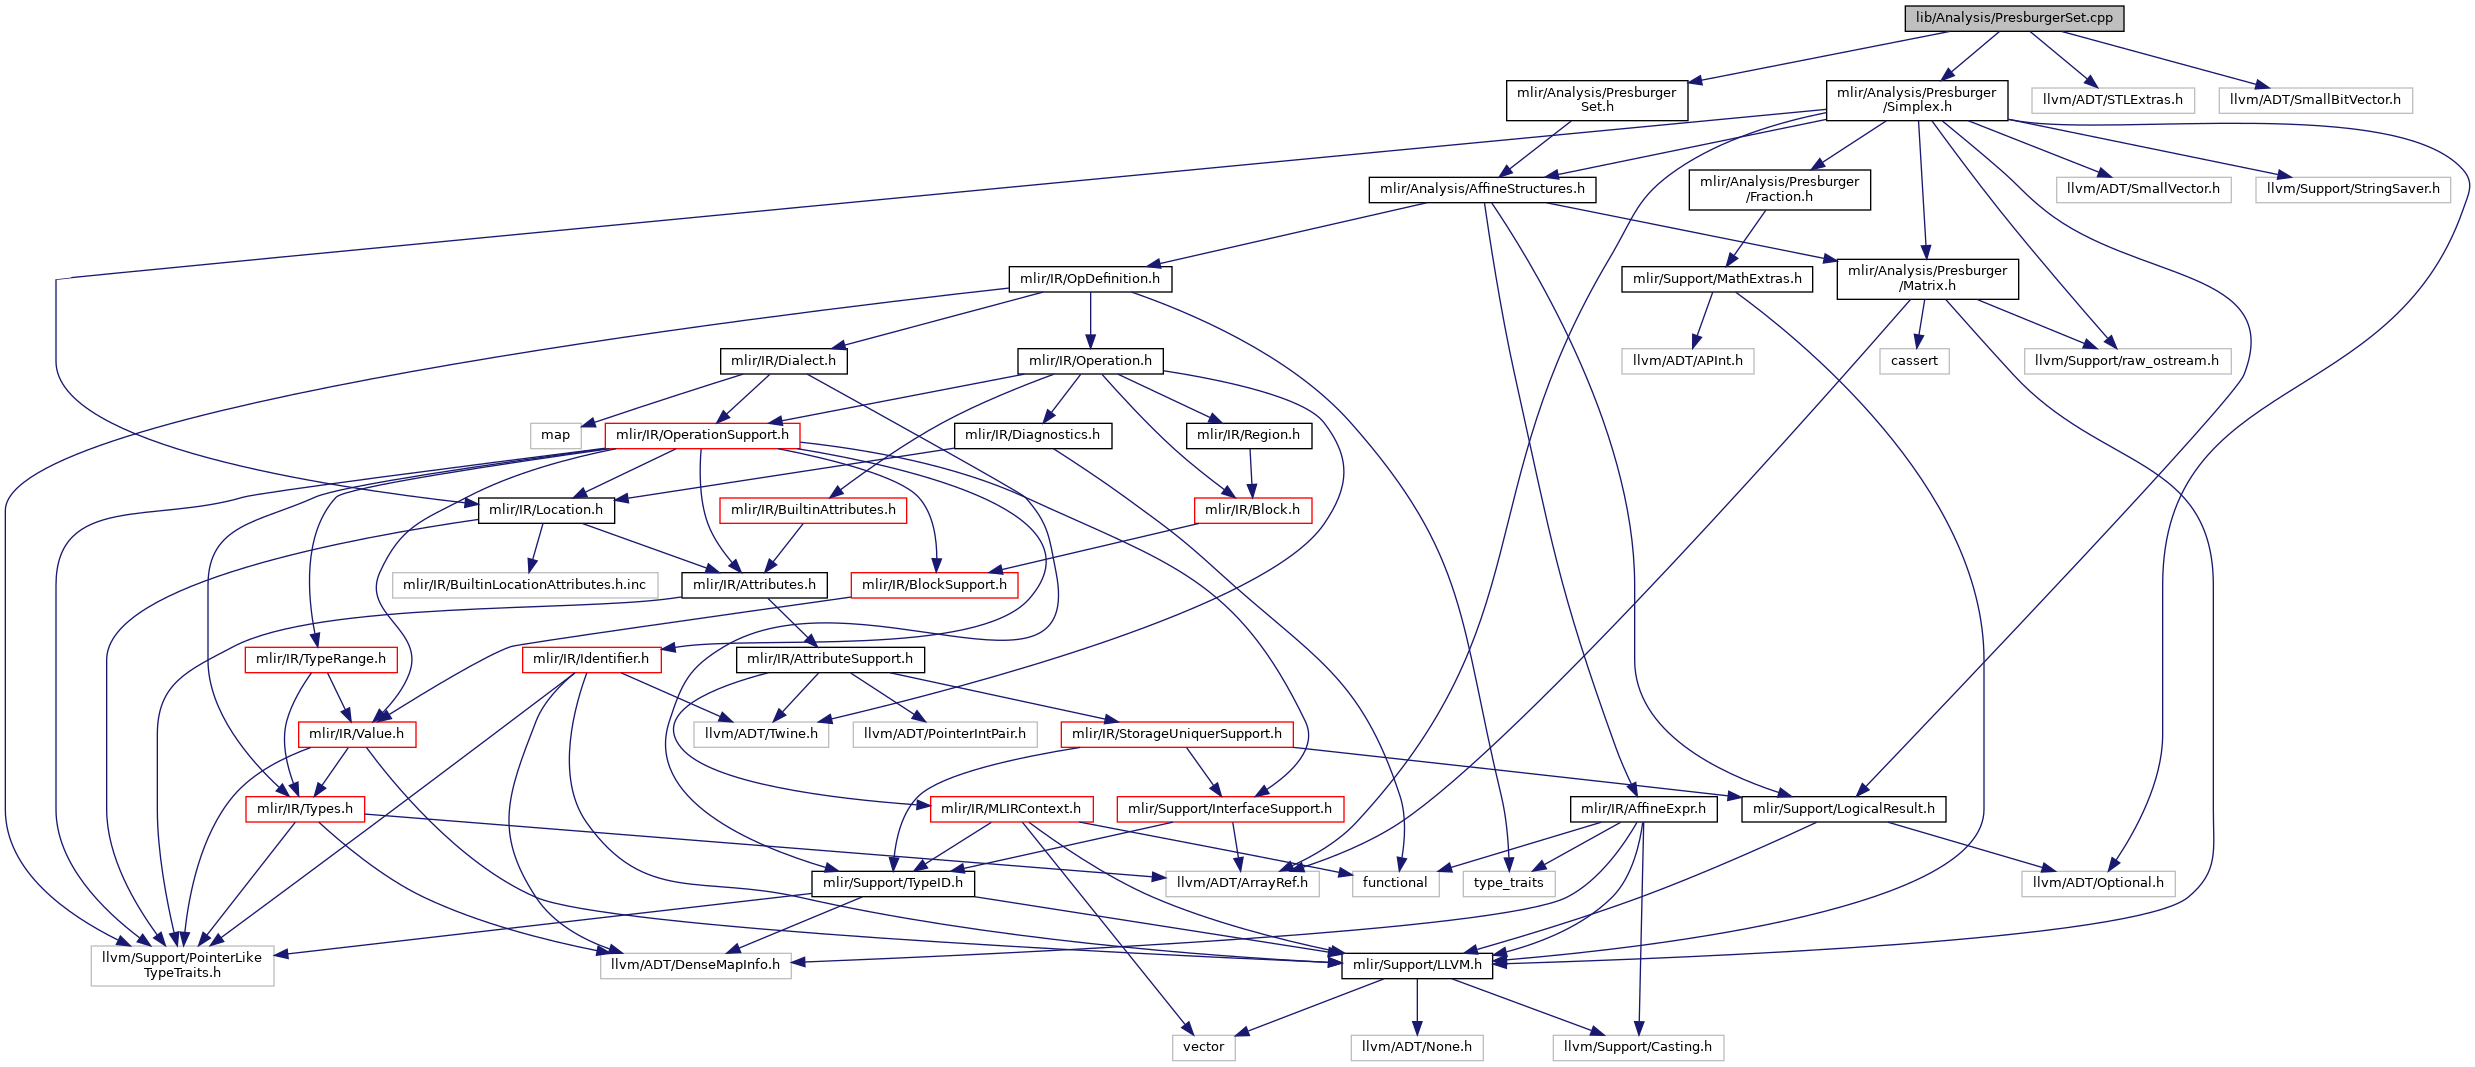 lib/Analysis/PresburgerSet.cpp
mlir/Analysis/Presburger
Set.h
mlir/Analysis/Presburger
/Simplex.h
llvm/ADT/STLExtras.h
llvm/ADT/SmallBitVector.h
mlir/Analysis/AffineStructures.h
mlir/Analysis/Presburger
/Fraction.h
llvm/ADT/SmallVector.h
llvm/Support/StringSaver.h
mlir/IR/OpDefinition.h
mlir/Support/MathExtras.h
mlir/Analysis/Presburger
/Matrix.h
mlir/IR/Dialect.h
mlir/IR/Operation.h
llvm/ADT/APInt.h
cassert
llvm/Support/raw_ostream.h
map
mlir/IR/OperationSupport.h
mlir/IR/Diagnostics.h
mlir/IR/Region.h
mlir/IR/Location.h
mlir/IR/BuiltinAttributes.h
mlir/IR/Block.h
mlir/IR/BuiltinLocationAttributes.h.inc
mlir/IR/Attributes.h
mlir/IR/BlockSupport.h
mlir/IR/TypeRange.h
mlir/IR/Identifier.h
mlir/IR/AttributeSupport.h
mlir/IR/Value.h
llvm/ADT/Twine.h
llvm/ADT/PointerIntPair.h
mlir/IR/StorageUniquerSupport.h
mlir/IR/Types.h
mlir/IR/MLIRContext.h
mlir/Support/InterfaceSupport.h
mlir/IR/AffineExpr.h
mlir/Support/LogicalResult.h
mlir/Support/TypeID.h
llvm/ADT/ArrayRef.h
functional
type_traits
llvm/ADT/Optional.h
llvm/Support/PointerLike
TypeTraits.h
llvm/ADT/DenseMapInfo.h
mlir/Support/LLVM.h
vector
llvm/ADT/None.h
llvm/Support/Casting.h